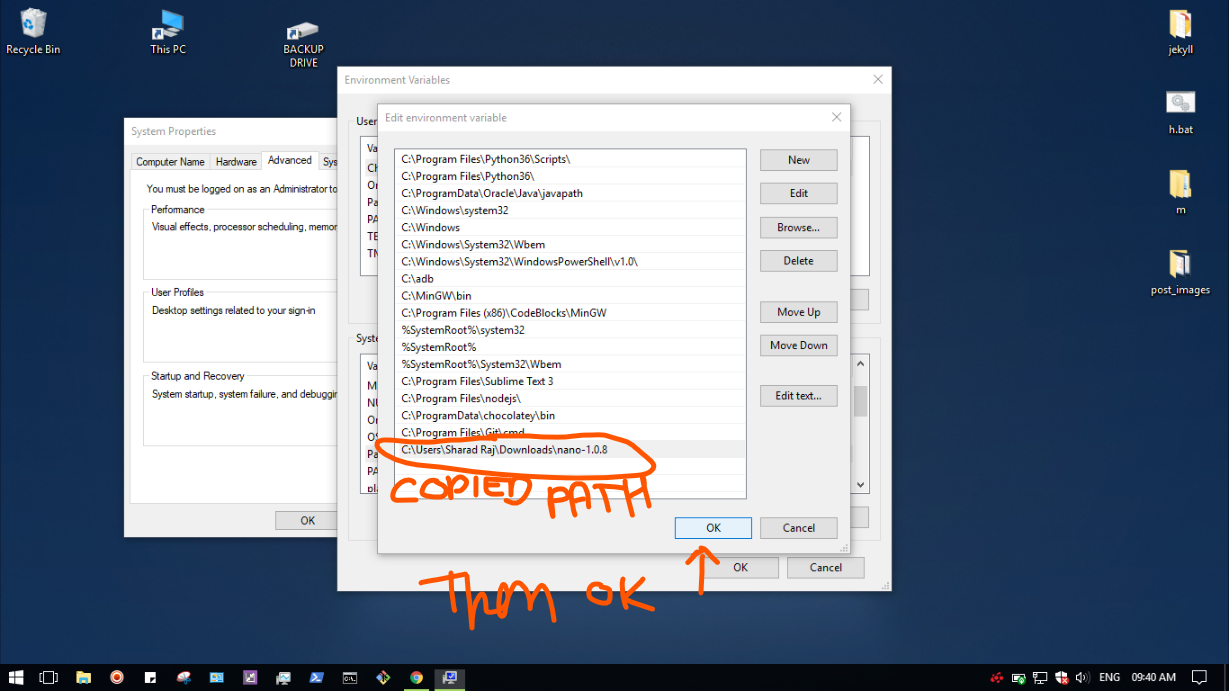 Recycle Bin
This PC
BACKUP
DRIVE
jekyll
h.bat
m
post_images
Environment Variables
User
Va
Ch
On
Pa
PA
TE
TM
Edit environment variable
C:\Program Files\Python36\Scripts\
C:\Program Files\Python36\
C:\ProgramData\Oracle\Java\javapath
C:\Windows\system32
C:\Windows
C:\Windows\System32\Wbem
C:\Windows\System32\WindowsPowerShell\v1.0\
C:\adb
C:\MinGW\bin
C:\Program Files (x86)\CodeBlocks\MinGW
%SystemRoot%\system32
%SystemRoot%
%SystemRoot%\System32\Wbem
C:\Program Files\Sublime Text 3
C:\Program Files\nodejs\
C:\ProgramData\chocolatey\bin
C:\Program Files\Git\cmd
C:\Users\Sharad Raj\Downloads\nano-1.0.8
COPIED PATH
New
Edit
Browse...
Delete
Move Up
Move Down
Edit text...
OK
Cancel
Then OK
OK
Cancel
System Properties
Computer Name
Hardware
Advanced
Sys
You must be logged on as an Administrator to
Performance
Visual effects, processor scheduling, memor
User Profiles
Desktop settings related to your sign-in
Startup and Recovery
System startup, system failure, and debuggin
OK
Syste
Va
M
NU
On
OS
Pa
PA
pla
ENG
09:40 AM